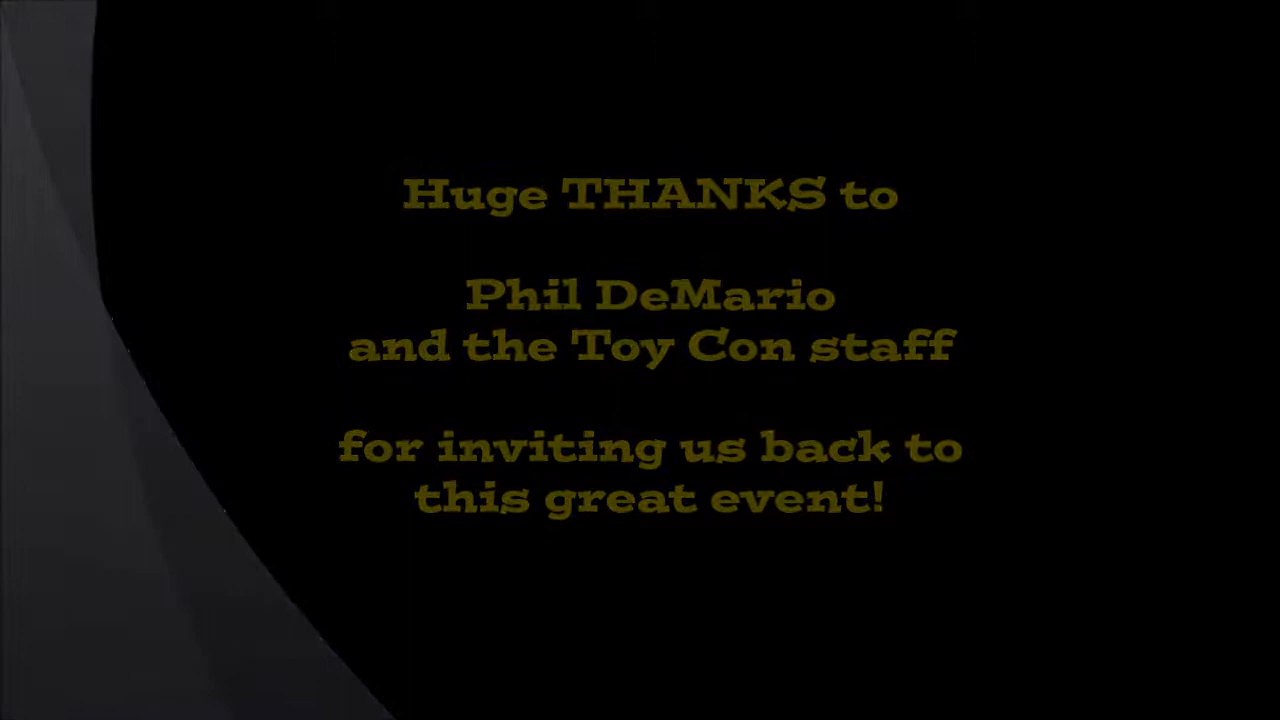 Huge THANKS to
Phil DeMario
and the Toy Con staff
for inviting us back to
this great event!